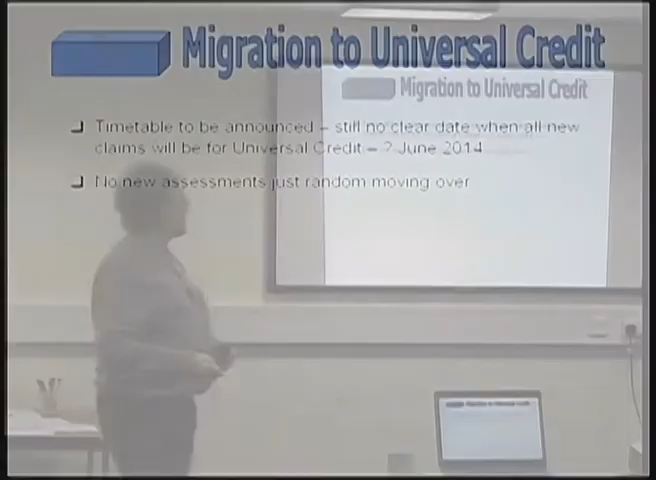 Migration to Universal Credit
Migration to Universal Credit
Timetable to be announced – still no clear date when all new
claims will be for Universal Credit – ? June 2014
No new assessments just random moving over